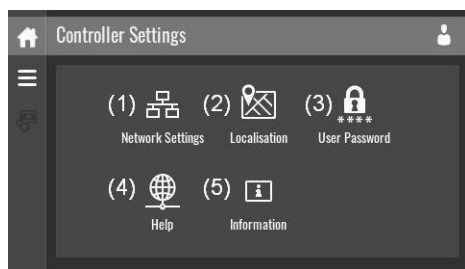 Controller Settings
(1) (2) (3)
****
Network Settings Localisation User Password
(4) (5) i
Help Information